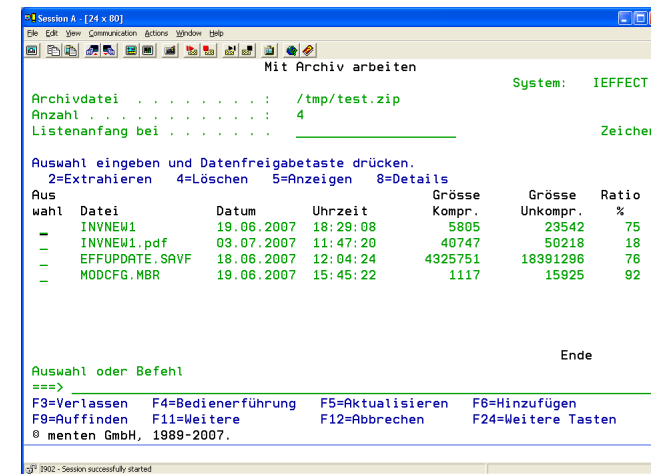 Session A - [24 x 80]
File Edit View Communication Actions Window Help
Mit Archiv arbeiten
System: IEFFECT
Archivdatei . . . . . . . . : /tmp/test.zip
Anzahl . . . . . . . . . . . : 4
Listenanfang bei . . . . . . Zeichen
Auswahl eingeben und Datenfreigabetaste drücken.
2=Extrahieren 4=Löschen 5=Anzeigen 8=Details
Aus Grösse Grösse Ratio
wahl Datei Datum Uhrzeit Kompr. Unkompr. %
_ INVNEW1 19.06.2007 18:29:08 5805 23542 75
_ INVNEW1.pdf 03.07.2007 11:47:20 40747 50218 18
_ EFFUPDATE.SAVF 18.06.2007 12:04:24 4325751 18391296 76
_ MODCFG.MBR 19.06.2007 15:45:22 1117 15925 92
Ende
Auswahl oder Befehl
===>
F3=Verlassen F4=Bedienerführung F5=Aktualisieren F6=Hinzufügen
F9=Auffinden F11=Weitere F12=Abbrechen F24=Weitere Tasten
© menten GmbH, 1989-2007.
I902 - Session successfully started